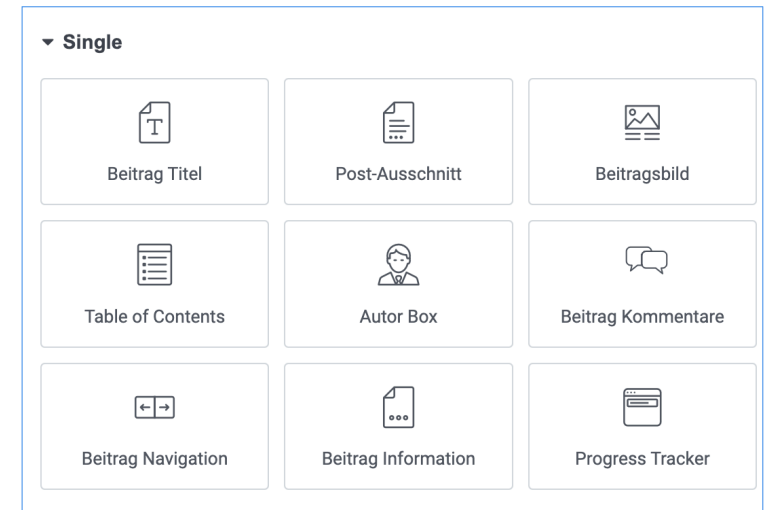 Single
Beitrag Titel
Post-Ausschnitt
Beitragsbild
Table of Contents
Autor Box
Beitrag Kommentare
Beitrag Navigation
Beitrag Information
Progress Tracker